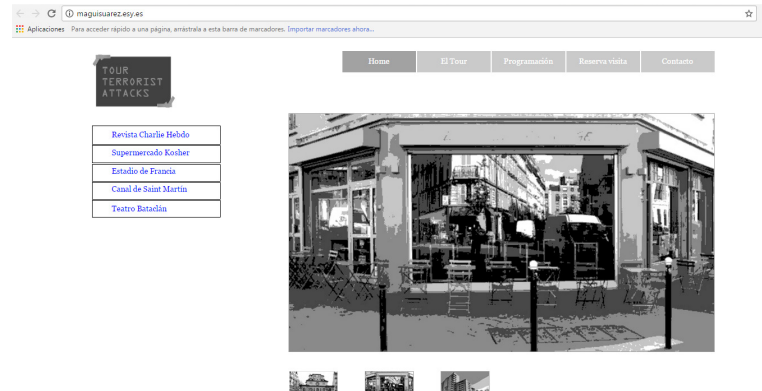 maguisuarez.esy.es
Aplicaciones Para acceder rápido a una página, arrástrala a esta barra de marcadores. Importar marcadores ahora...
TOUR
TERRORIST
ATTACKS
Home El Tour Programación Reserva visita Contacto
Revista Charlie Hebdo
Supermercado Kosher
Estadio de Francia
Canal de Saint Martín
Teatro Bataclán